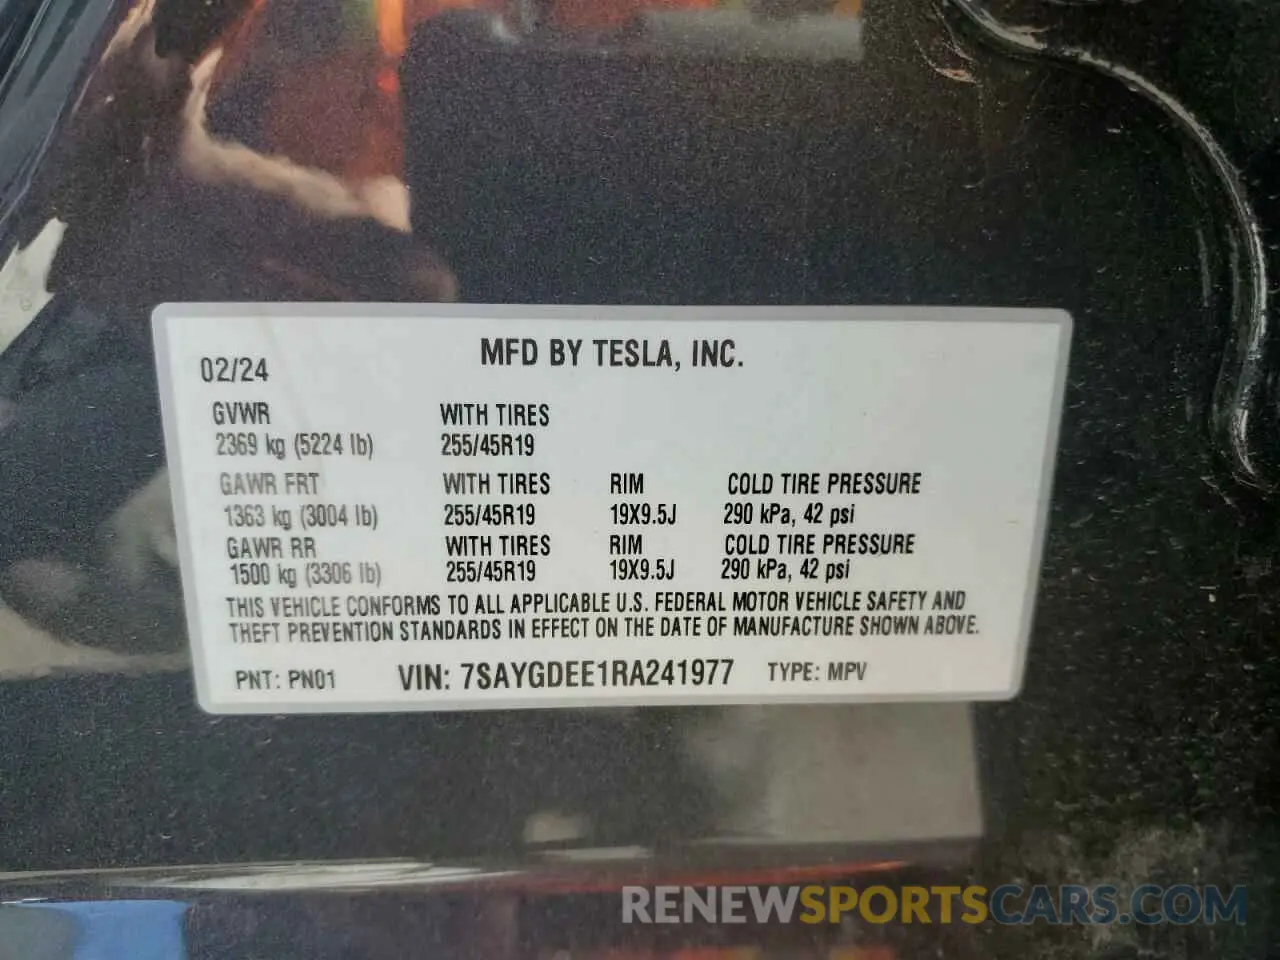 MFD BY TESLA, INC.
02/24
GVWR WITH TIRES
2369 kg (5224 lb) 255/45R19
GAWR FRT WITH TIRES RIM COLD TIRE PRESSURE
1363 kg (3004 lb) 255/45R19 19X9.5J 290 kPa, 42 psi
GAWR RR WITH TIRES RIM COLD TIRE PRESSURE
1500 kg (3306 lb) 255/45R19 19X9.5J 290 kPa, 42 psi
THIS VEHICLE CONFORMS TO ALL APPLICABLE U.S. FEDERAL MOTOR VEHICLE SAFETY AND
THEFT PREVENTION STANDARDS IN EFFECT ON THE DATE OF MANUFACTURE SHOWN ABOVE.
PNT: PN01 VIN: 7SAYGDEE1RA241977 TYPE: MPV
RENEWSPORTSCARS.COM